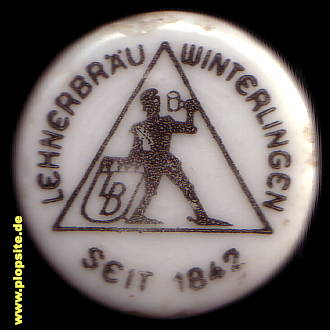 LEHNERBRÄU WINTERLINGEN
LB
SEIT 1842
www.plopsite.de